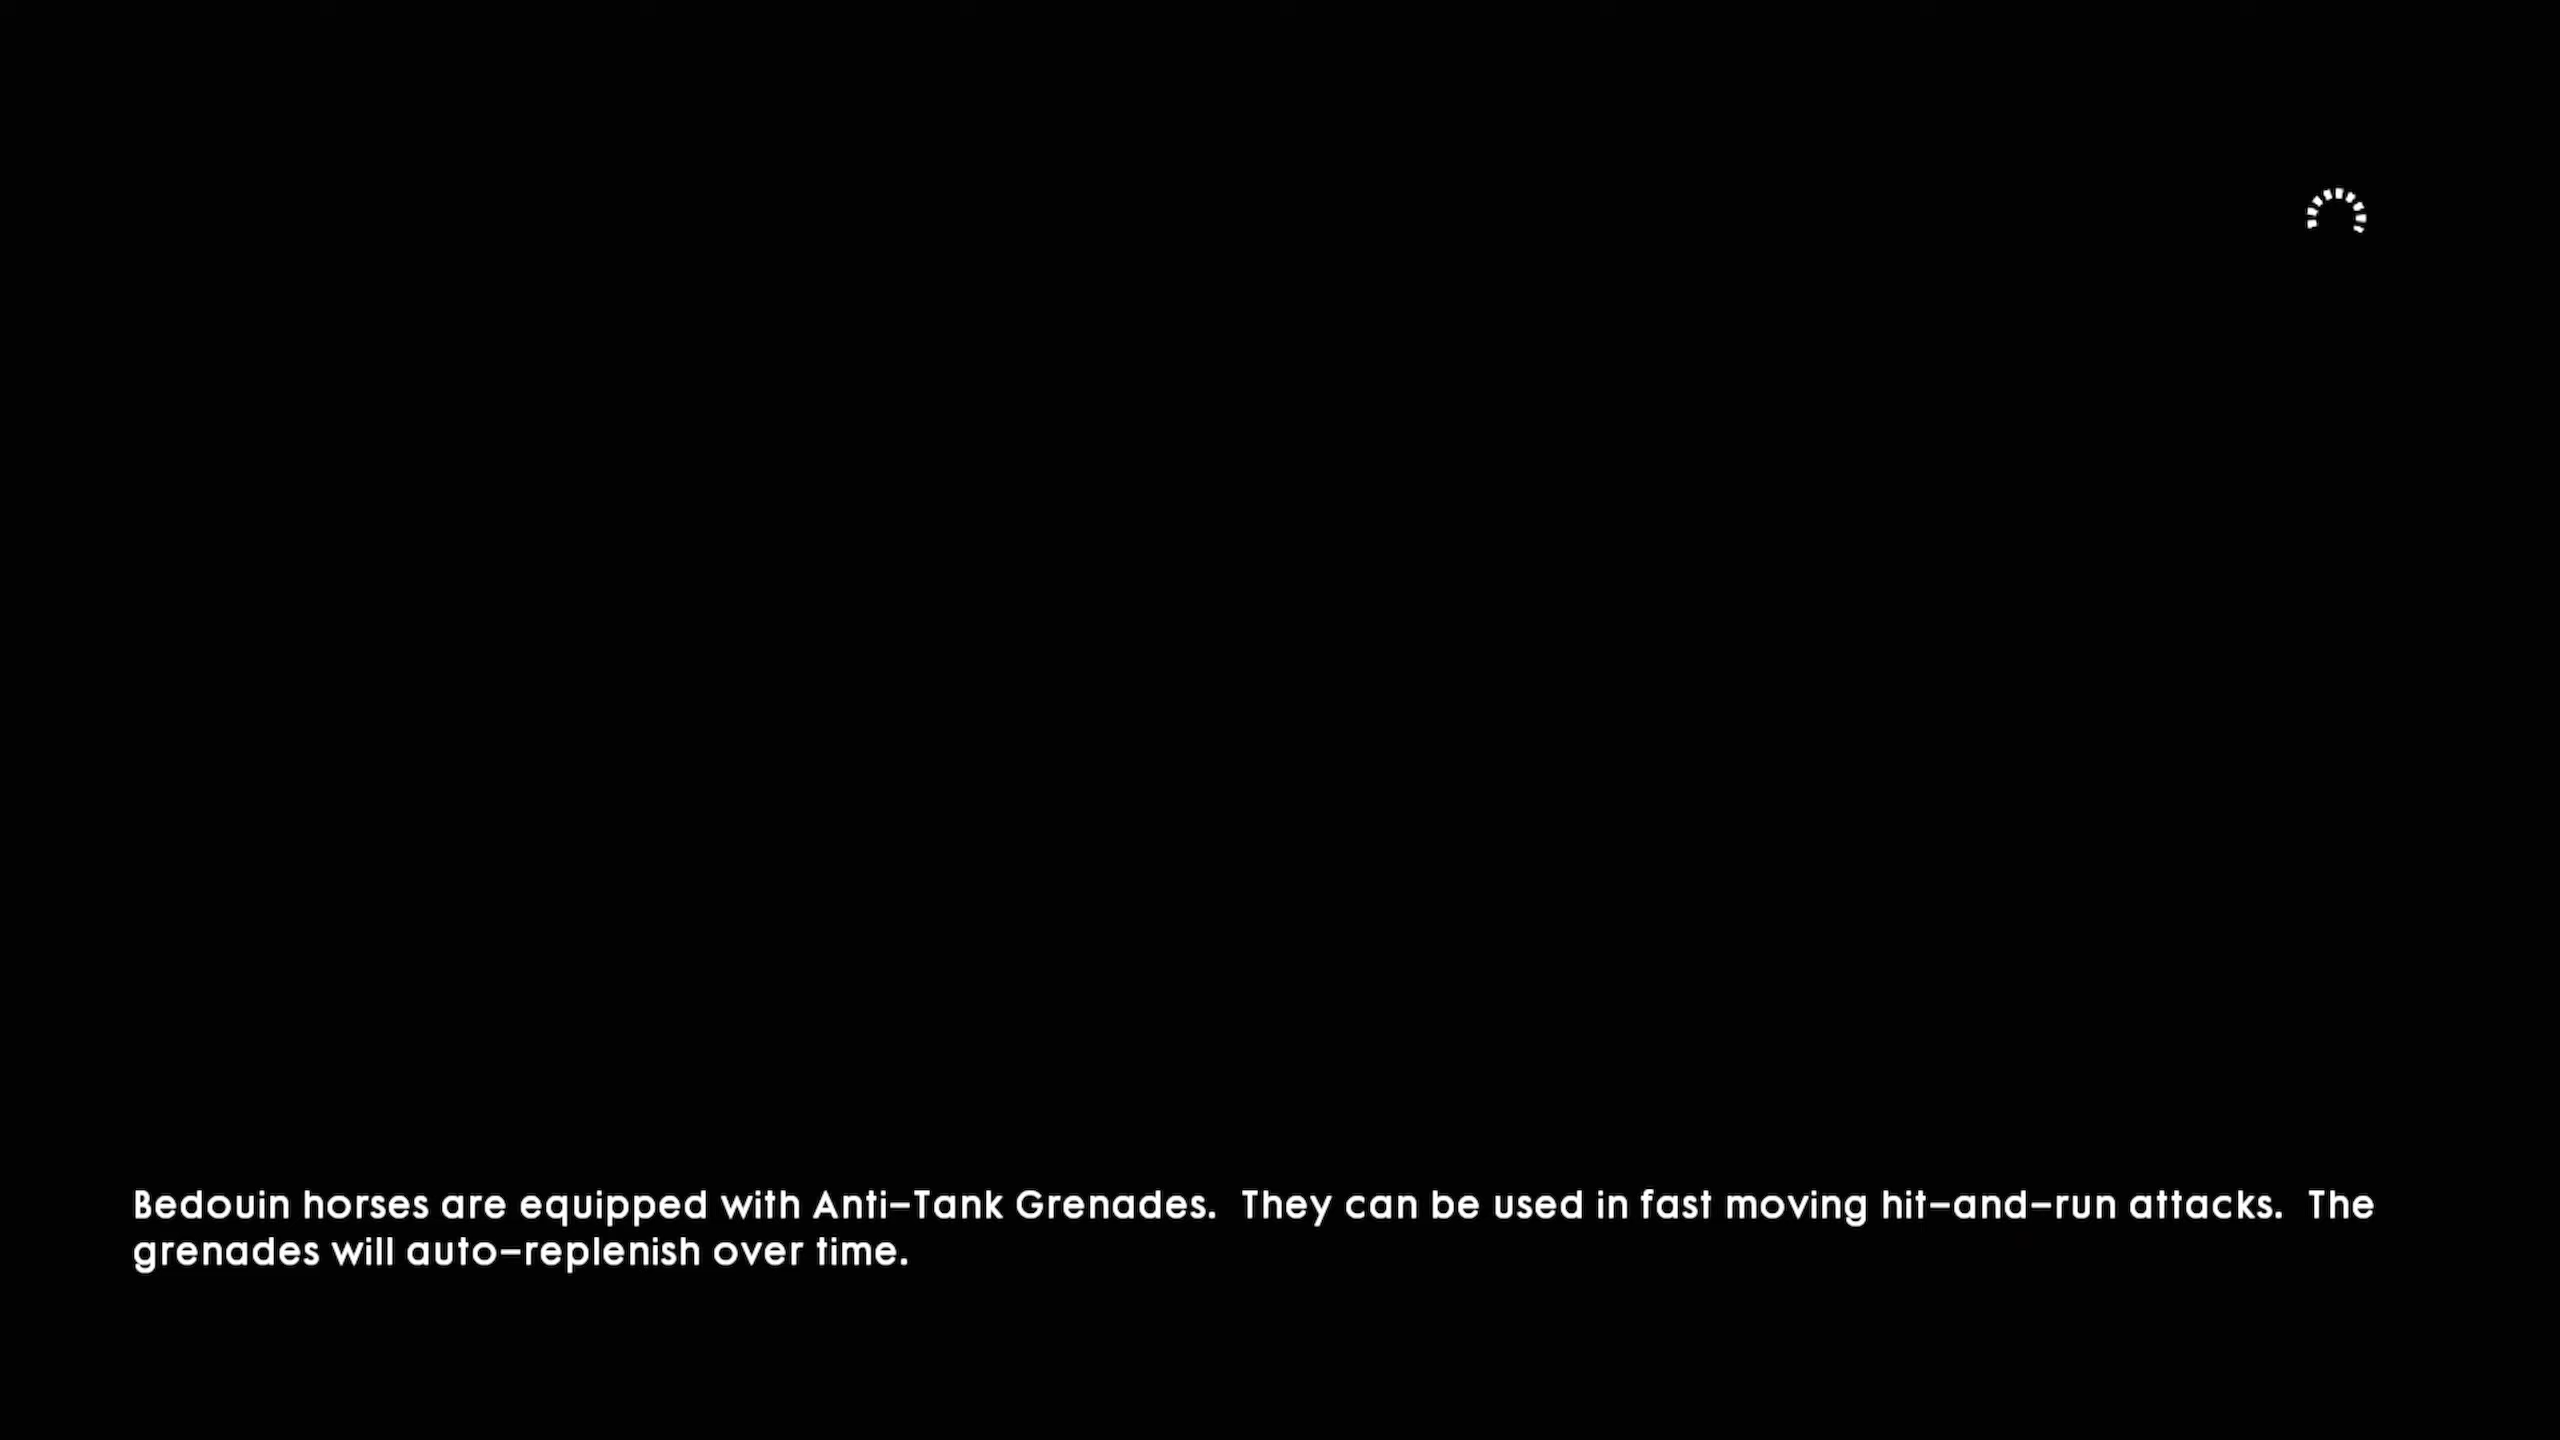 Bedouin horses are equipped with Anti-Tank Grenades.  They can be used in fast moving hit-and-run attacks.  The
grenades will auto-replenish over time.